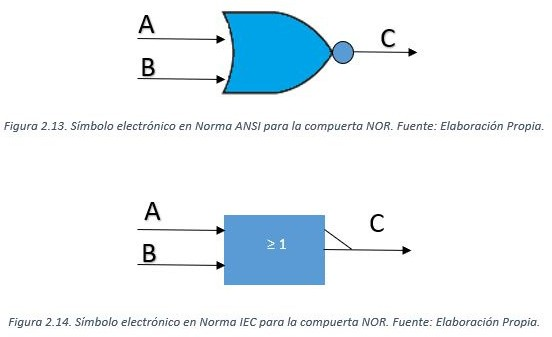 A
C
B
Figura 2.13. Símbolo electrónico en Norma ANSI para la compuerta NOR. Fuente: Elaboración Propia.
A
C
≥ 1
B
Figura 2.14. Símbolo electrónico en Norma IEC para la compuerta NOR. Fuente: Elaboración Propia.